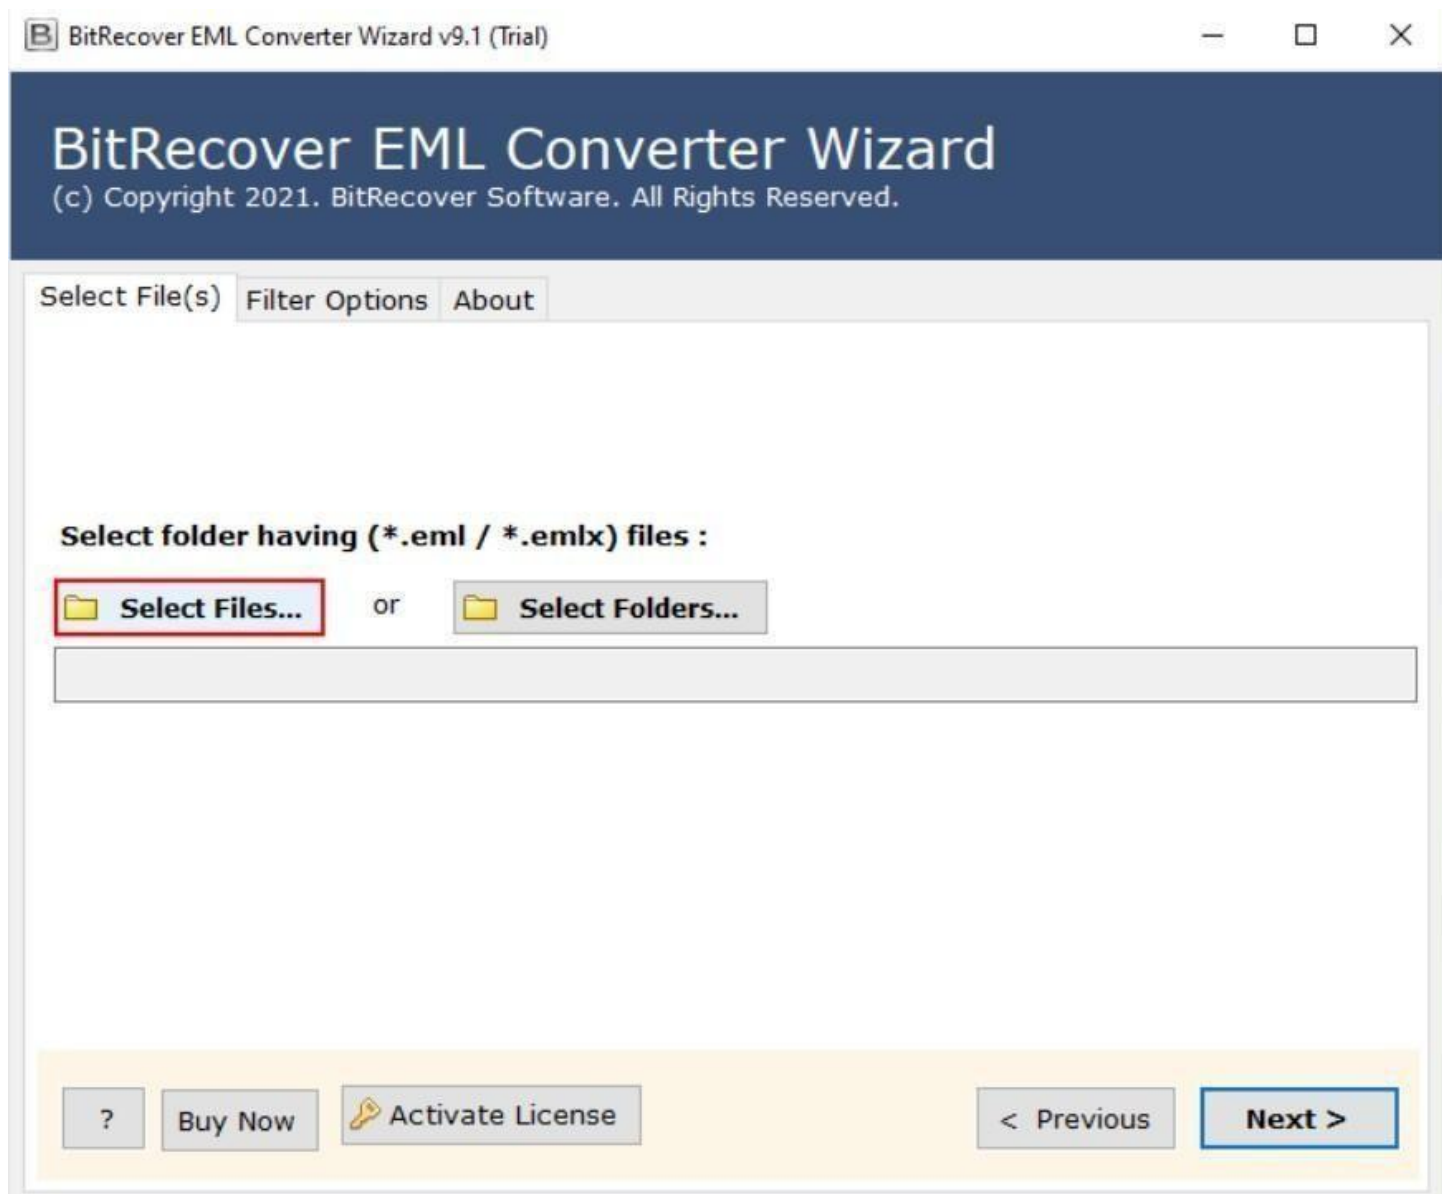 BitRecover EML Converter Wizard v9.1 (Trial)
BitRecover EML Converter Wizard
(c) Copyright 2021. BitRecover Software. All Rights Reserved.
Select File(s) Filter Options About
Select folder having (*.eml / *.emlx) files :
Select Files... or Select Folders...
? Buy Now Activate License < Previous Next >